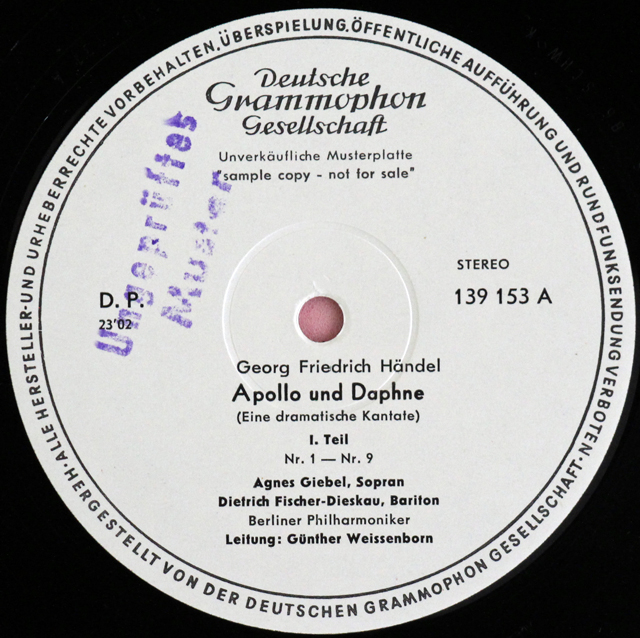 ALLE HERSTELLER- UND URHEBERRECHTE VORBEHALTEN, ÜBERSPIELUNG, ÖFFENTLICHE AUFFÜHRUNG UND RUNDFUNKSENDUNG VERBOTEN · HERGESTELLT VON DER DEUTSCHEN GRAMMOPHON GESELLSCHAFT ·
Deutsche
Grammophon
Gesellschaft
Unverkäufliche Musterplatte
"sample copy - not for sale"
Ungeprüftes
Muster
STEREO
D. P.
139 153 A
23'02
Georg Friedrich Händel
Apollo und Daphne
(Eine dramatische Kantate)
I. Teil
Nr. 1 — Nr. 9
Agnes Giebel, Sopran
Dietrich Fischer-Dieskau, Bariton
Berliner Philharmoniker
Leitung: Günther Weissenborn